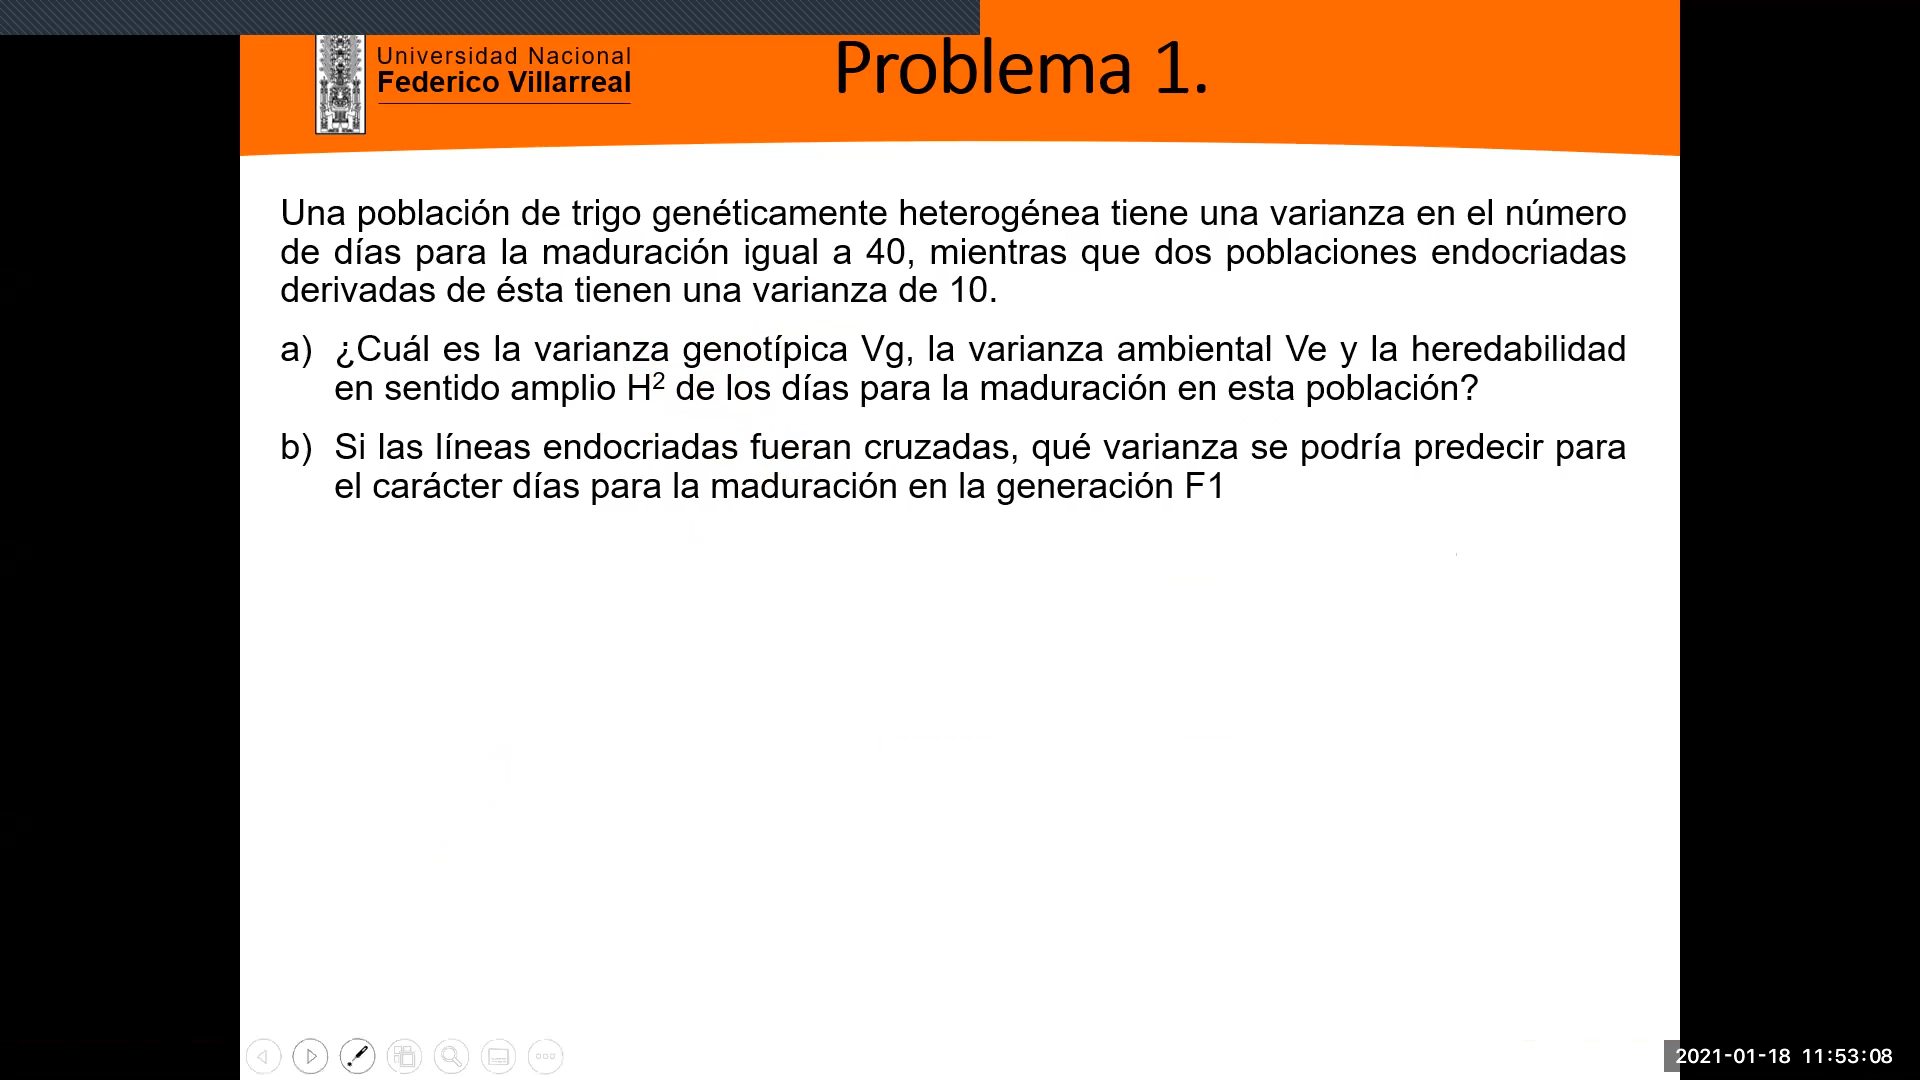 Universidad Nacional
Federico Villarreal
Problema 1.
Una población de trigo genéticamente heterogénea tiene una varianza en el número
de días para la maduración igual a 40, mientras que dos poblaciones endocriadas
derivadas de ésta tienen una varianza de 10.
a) ¿Cuál es la varianza genotípica Vg, la varianza ambiental Ve y la heredabilidad
en sentido amplio H² de los días para la maduración en esta población?
b) Si las líneas endocriadas fueran cruzadas, qué varianza se podría predecir para
el carácter días para la maduración en la generación F1
2021-01-18 11:53:08